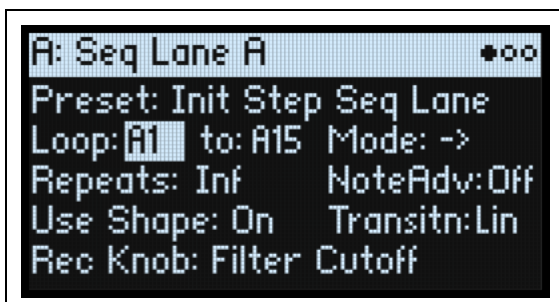 A: Seq Lane A
Preset: Init Step Seq Lane
Loop: A1 to: A15 Mode: ->
Repeats: Inf NoteAdv: Off
Use Shape: On Transitn: Lin
Rec Knob: Filter Cutoff